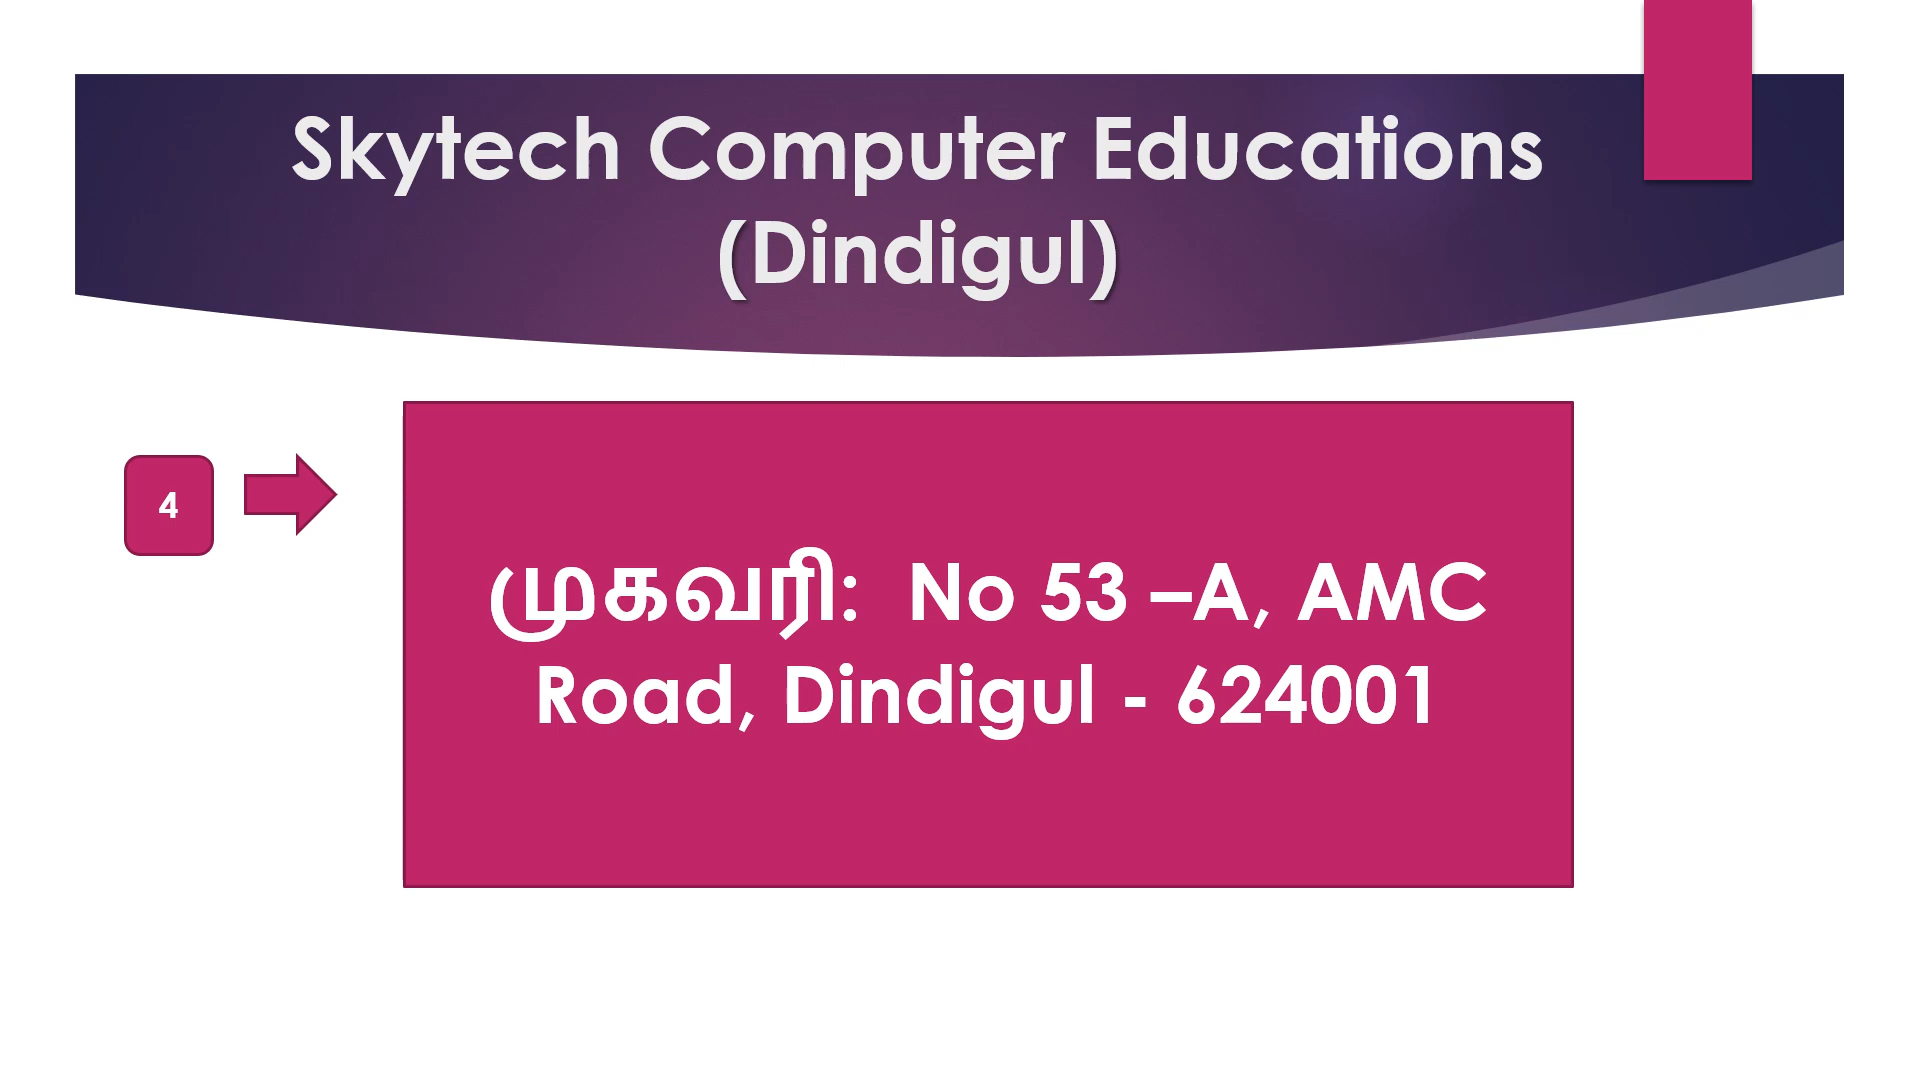 Skytech Computer Educations
(Dindigul)
4
முகவரி:  No 53 –A, AMC
Road, Dindigul - 624001